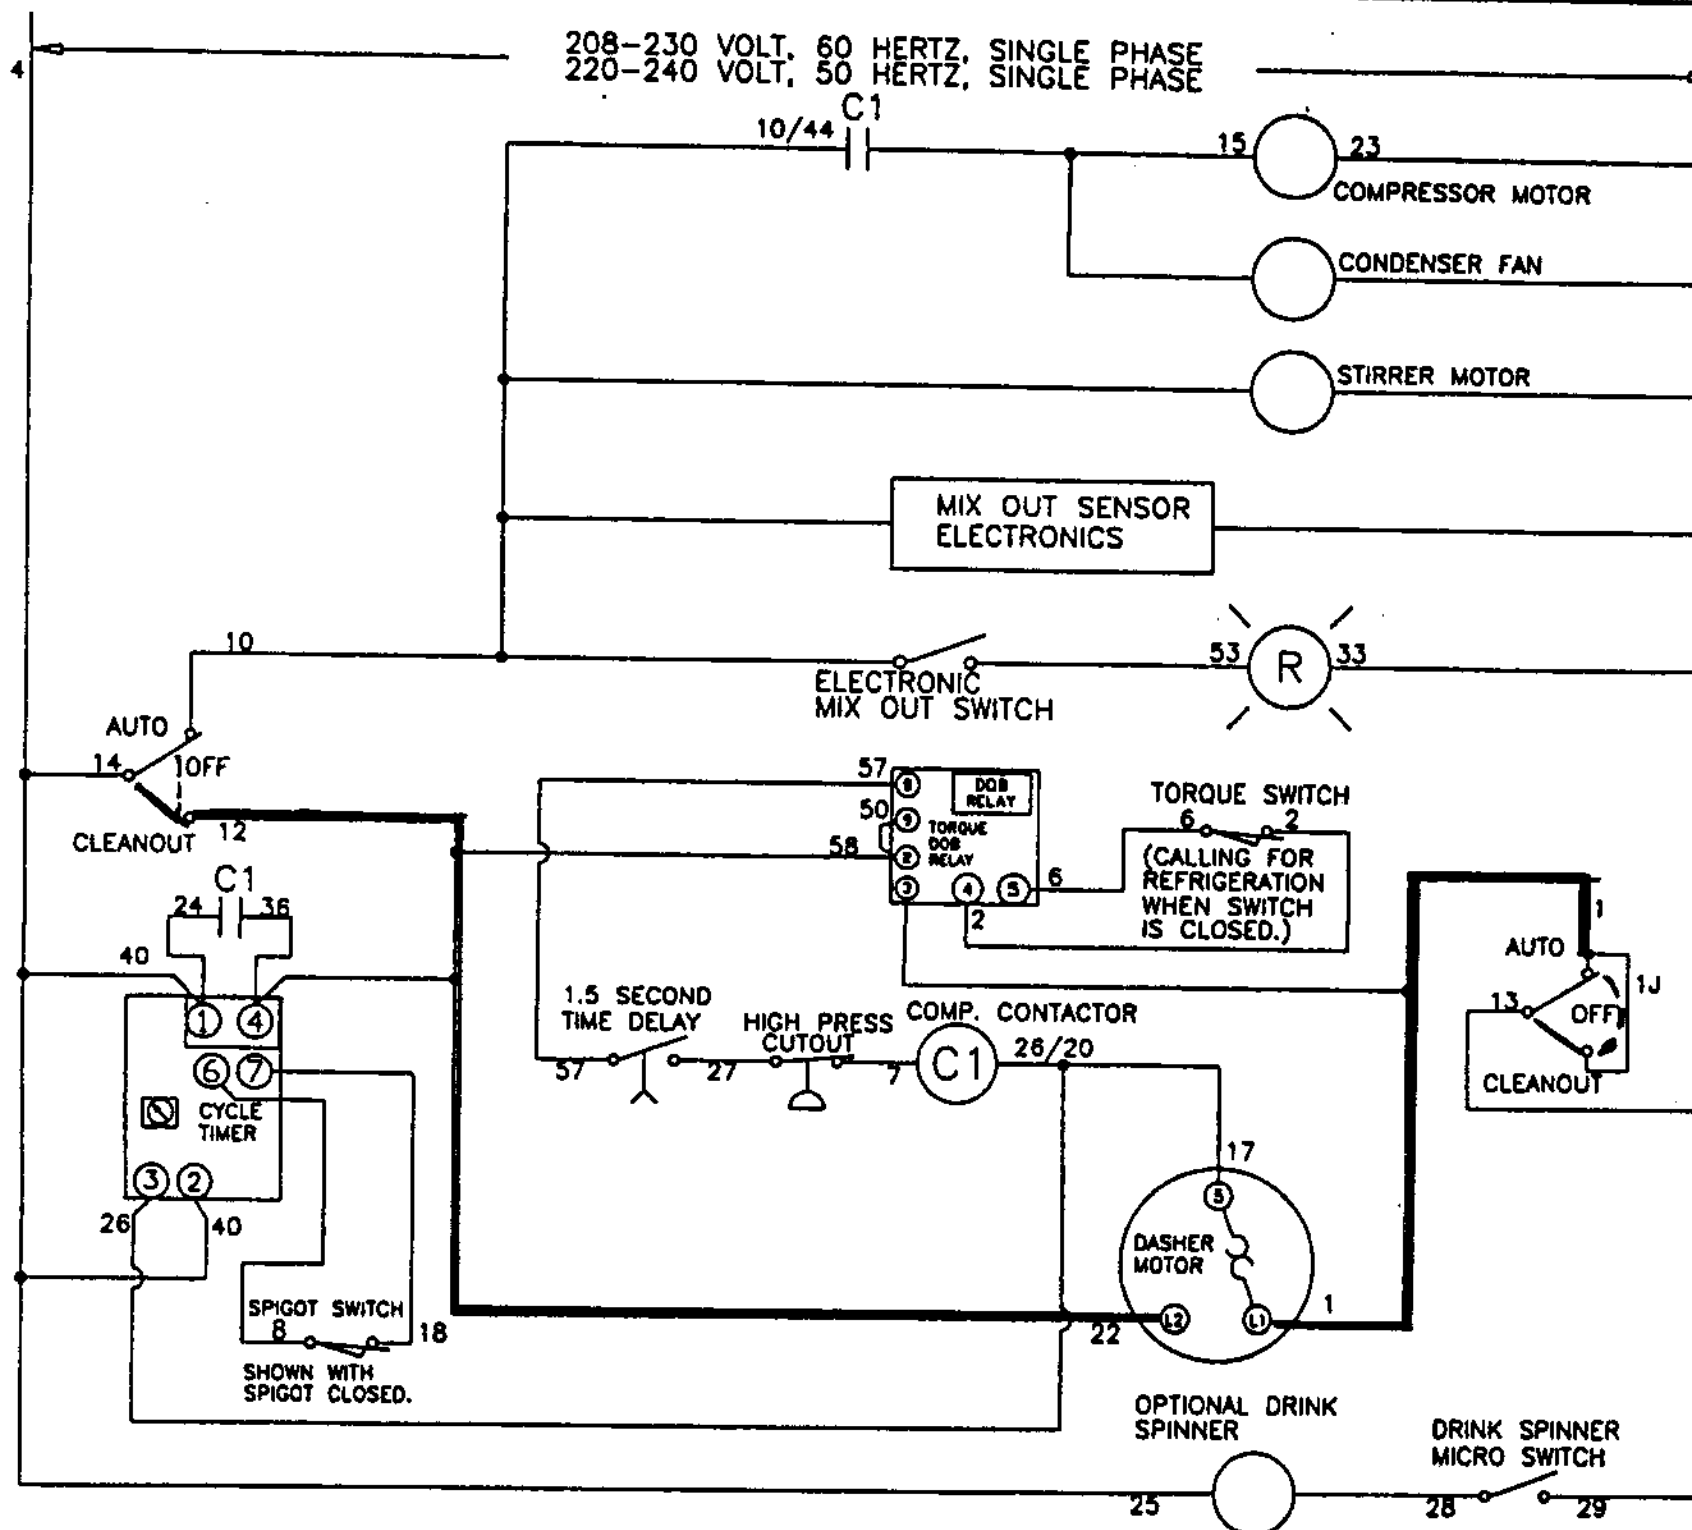 4
208-230 VOLT, 60 HERTZ, SINGLE PHASE
220-240 VOLT, 50 HERTZ, SINGLE PHASE
C1
10/44
15
23
COMPRESSOR MOTOR
CONDENSER FAN
STIRRER MOTOR
MIX OUT SENSOR
ELECTRONICS
10
53
R
33
ELECTRONIC
MIX OUT SWITCH
AUTO
14
OFF
CLEANOUT
12
57
DOB
RELAY
50
9
TORQUE
DOB
RELAY
58
2
3
4
5
6
2
TORQUE SWITCH
6
2
(CALLING FOR
REFRIGERATION
WHEN SWITCH
IS CLOSED.)
C1
24
36
40
1
4
6
7
CYCLE
TIMER
3
2
26
40
SPIGOT SWITCH
8
18
SHOWN WITH
SPIGOT CLOSED.
1.5 SECOND
TIME DELAY
57
27
HIGH PRESS
CUTOUT
7
COMP. CONTACTOR
C1
26/20
1
AUTO
1J
13
OFF
CLEANOUT
17
DASHER
MOTOR
L2
L1
22
1
OPTIONAL DRINK
SPINNER
25
DRINK SPINNER
MICRO SWITCH
28
29